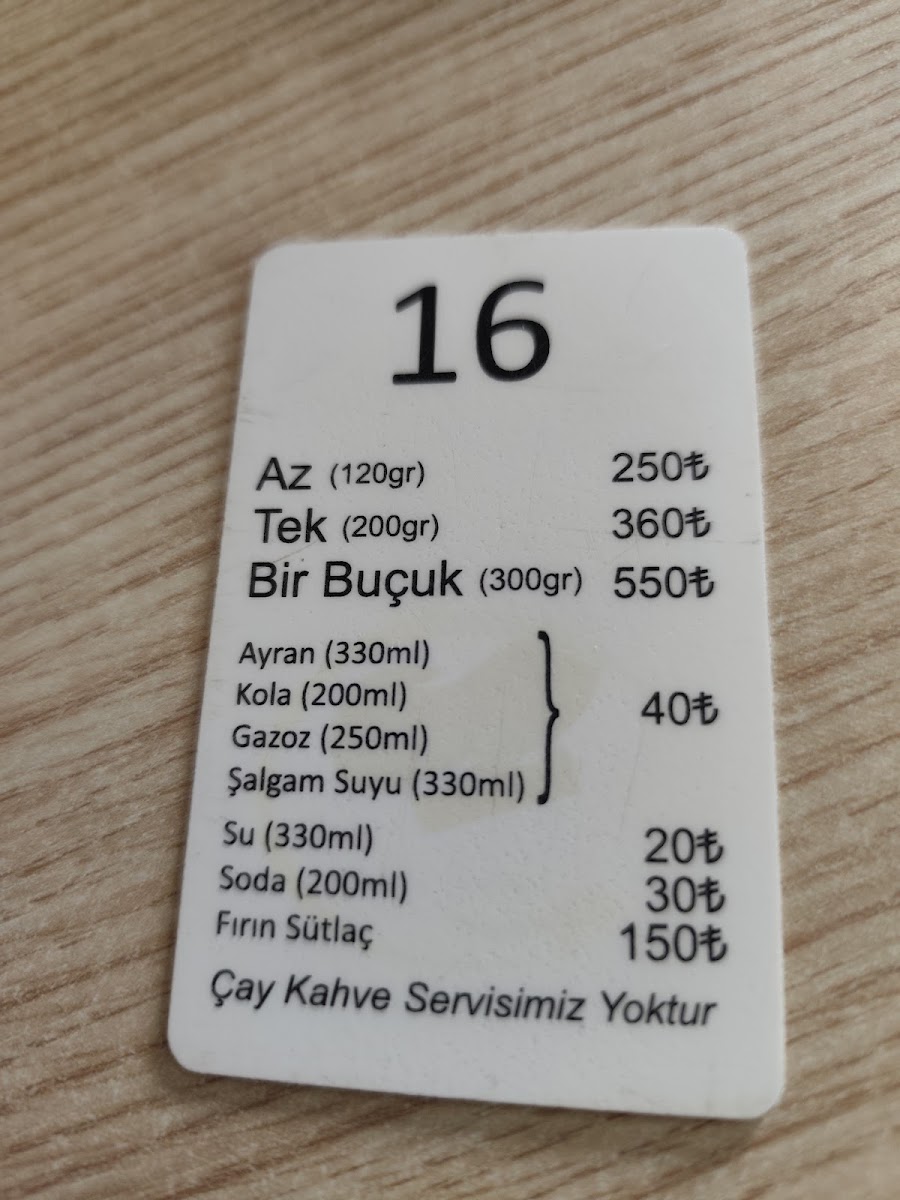 16
Az (120gr) 250₺
Tek (200gr) 360₺
Bir Buçuk (300gr) 550₺
Ayran (330ml)
Kola (200ml)
40₺
Gazoz (250ml)
Şalgam Suyu (330ml)
Su (330ml) 20₺
Soda (200ml) 30₺
Fırın Sütlaç 150₺
Çay Kahve Servisimiz Yoktur